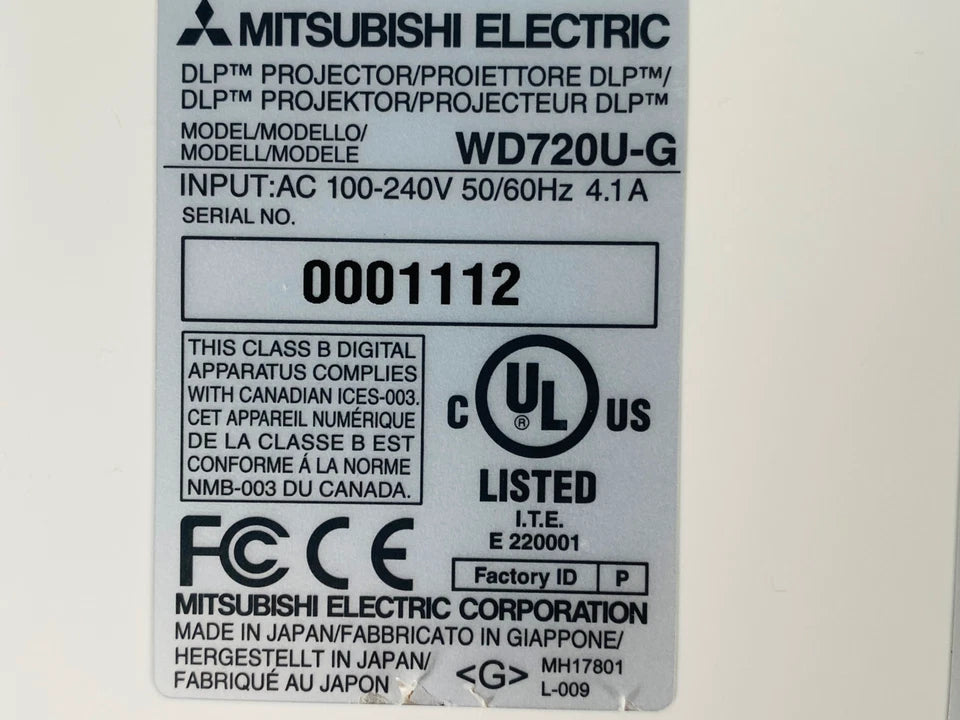 MITSUBISHI ELECTRIC
DLP™ PROJECTOR/PROIETTORE DLP™/
DLP™ PROJEKTOR/PROJECTEUR DLP™
MODEL/MODELLO/
MODELL/MODELE WD720U-G
INPUT:AC 100-240V 50/60Hz 4.1A
SERIAL NO.
0001112
THIS CLASS B DIGITAL
APPARATUS COMPLIES
WITH CANADIAN ICES-003.
CET APPAREIL NUMÉRIQUE
DE LA CLASSE B EST
CONFORME Á LA NORME
NMB-003 DU CANADA.
C UL® US
LISTED
I.T.E.
E 220001
FC CE
Factory ID P
MITSUBISHI ELECTRIC CORPORATION
MADE IN JAPAN/FABBRICATO IN GIAPPONE/
HERGESTELLT IN JAPAN/
FABRIQUÉ AU JAPON
<G>
MH17801
L-009